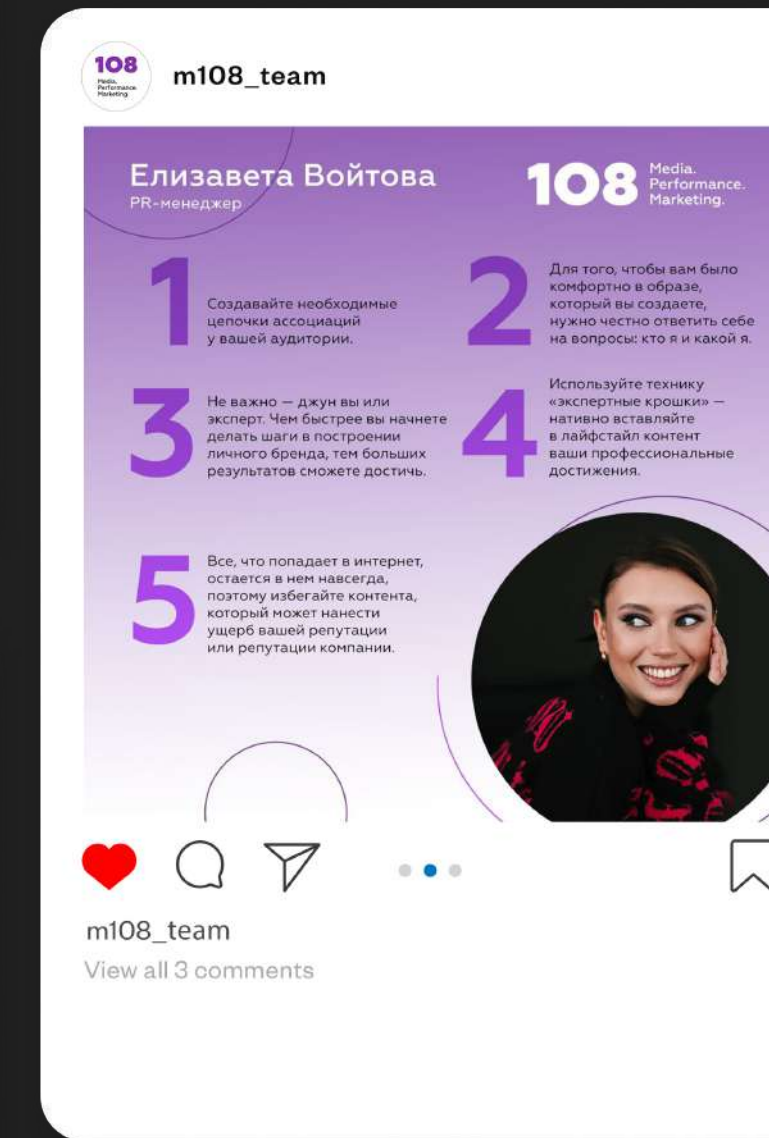 108
Media.
Performance.
Marketing.
m108_team
Елизавета Войтова
PR-менеджер
108
Media.
Performance.
Marketing.
1
Создавайте необходимые
цепочки ассоциаций
у вашей аудитории.
2
Для того, чтобы вам было
комфортно в образе,
который вы создаете,
нужно честно ответить себе
на вопросы: кто я и какой я.
3
Не важно — джун вы или
эксперт. Чем быстрее вы начнете
делать шаги в построении
личного бренда, тем больших
результатов сможете достичь.
4
Используйте технику
«экспертные крошки» —
нативно вставляйте
в лайфстайл контент
ваши профессиональные
достижения.
5
Все, что попадает в интернет,
остается в нем навсегда,
поэтому избегайте контента,
который может нанести
ущерб вашей репутации
или репутации компании.
m108_team
View all 3 comments